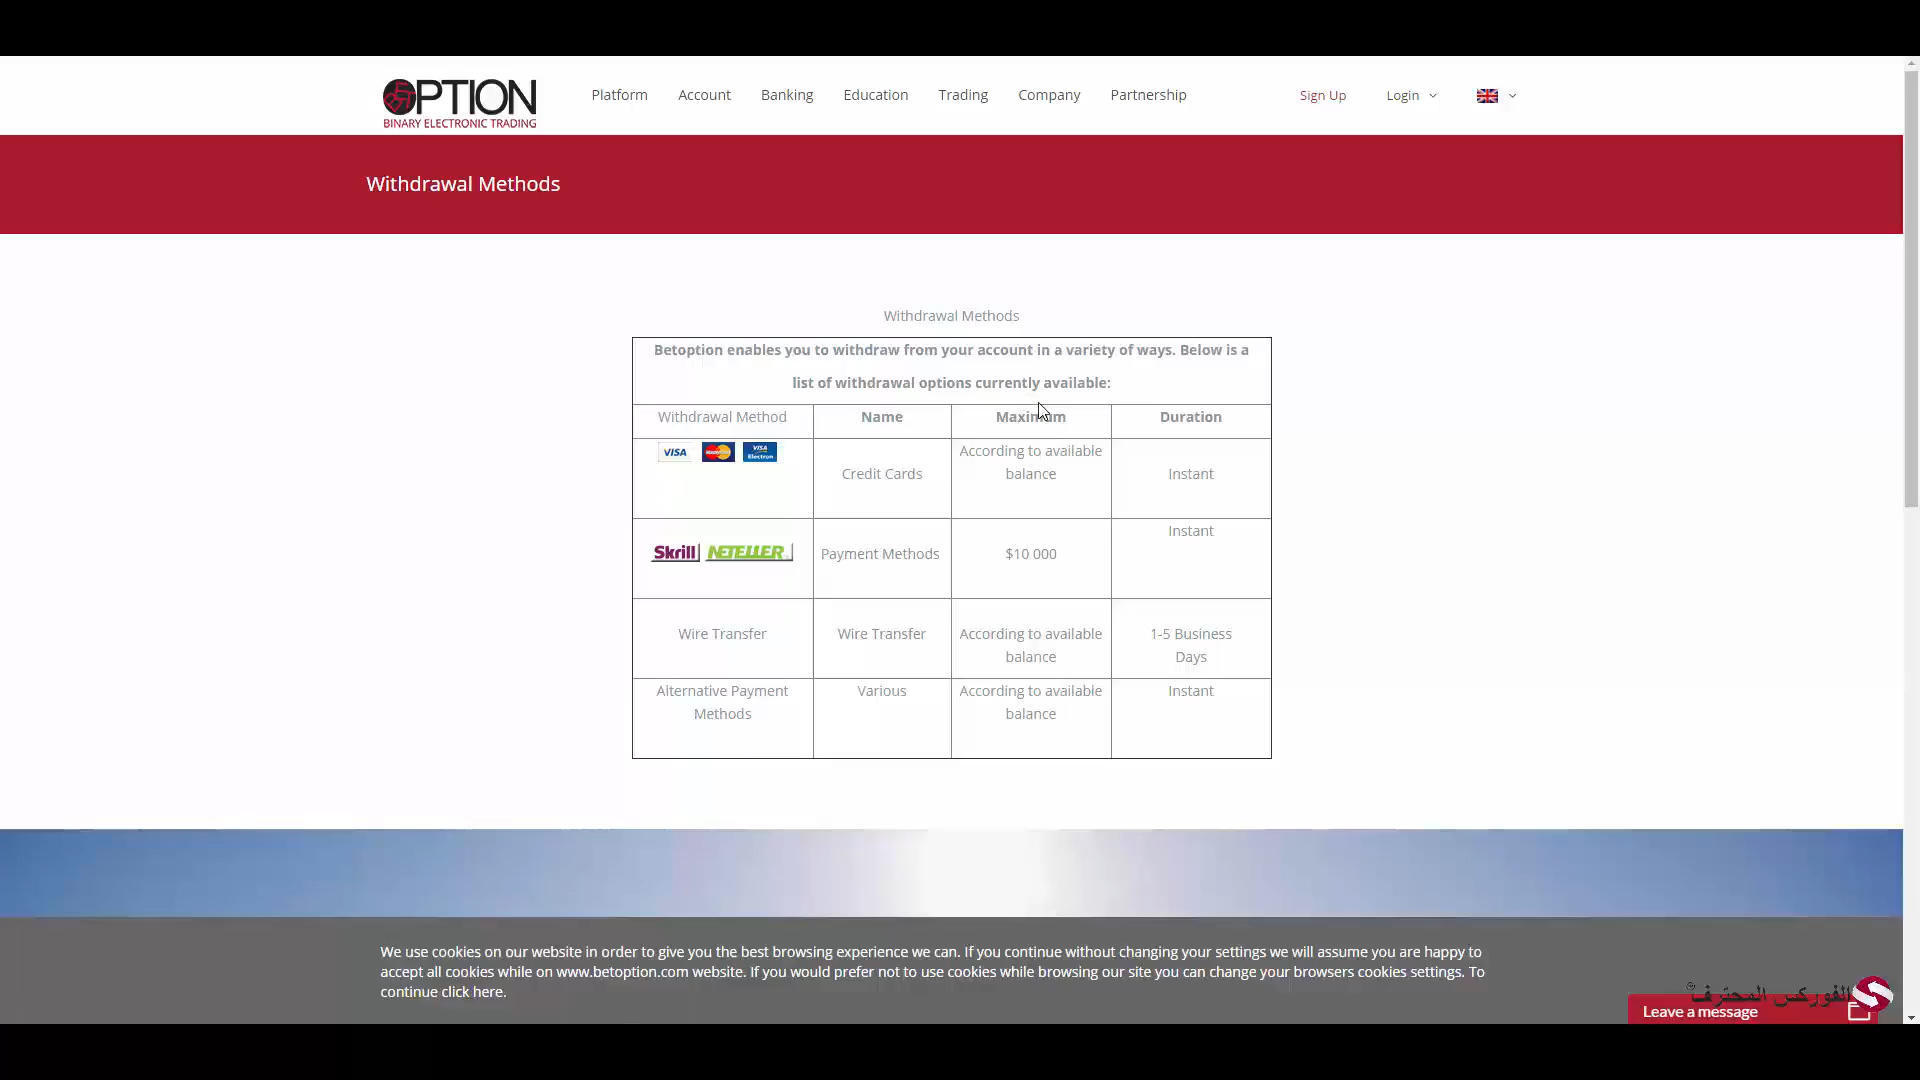 OPTION
BINARY ELECTRONIC TRADING
Platform Account Banking Education Trading Company Partnership Sign Up Login
Withdrawal Methods
Withdrawal Methods
Betoption enables you to withdraw from your account in a variety of ways. Below is a
list of withdrawal options currently available:
Withdrawal Method Name Maximum Duration
VISA MasterCard VISA Electron
Credit Cards
According to available
balance
Instant
Skrill NETELLER
Payment Methods
$10 000
Instant
Wire Transfer
Wire Transfer
According to available
balance
1-5 Business
Days
Alternative Payment
Methods
Various
According to available
balance
Instant
We use cookies on our website in order to give you the best browsing experience we can. If you continue without changing your settings we will assume you are happy to
accept all cookies while on www.betoption.com website. If you would prefer not to use cookies while browsing our site you can change your browsers cookies settings. To
continue click here.
الفوركس المحترف
Leave a message